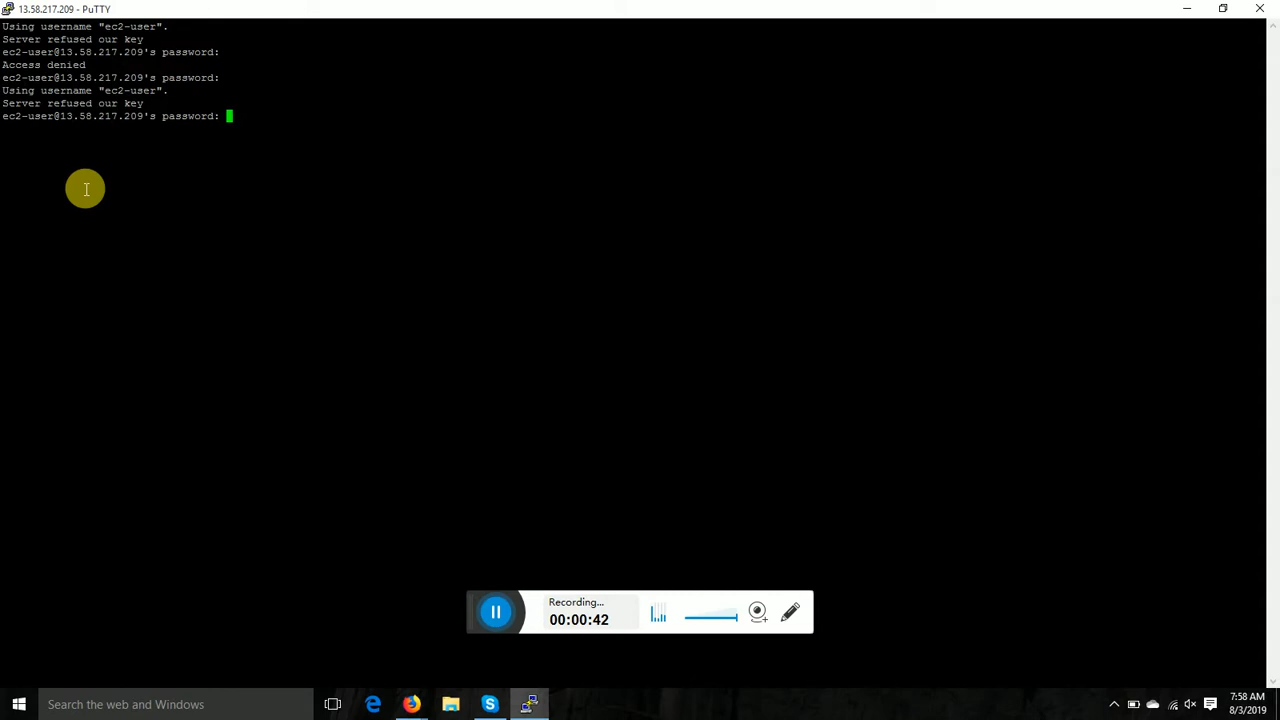 13.58.217.209 - PuTTY
Using username "ec2-user".
Server refused our key
ec2-user@13.58.217.209's password:
Access denied
ec2-user@13.58.217.209's password:
Using username "ec2-user".
Server refused our key
ec2-user@13.58.217.209's password:
Recording...
00:00:42
Search the web and Windows
7:58 AM
8/3/2019